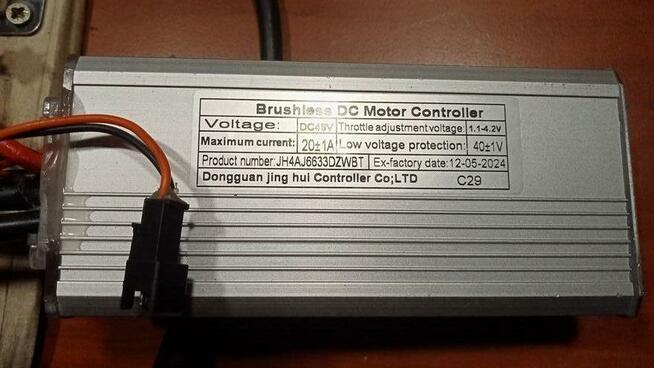 Brushless DC Motor Controller
Voltage: DC48V Throttle adjustment voltage: 1.1-4.2V
Maximum current: 20±1A Low voltage protection: 40±1V
Product number: JH4AJ6633DZWBT Ex-factory date: 12-05-2024
Dongguan jing hui Controller Co;LTD C29